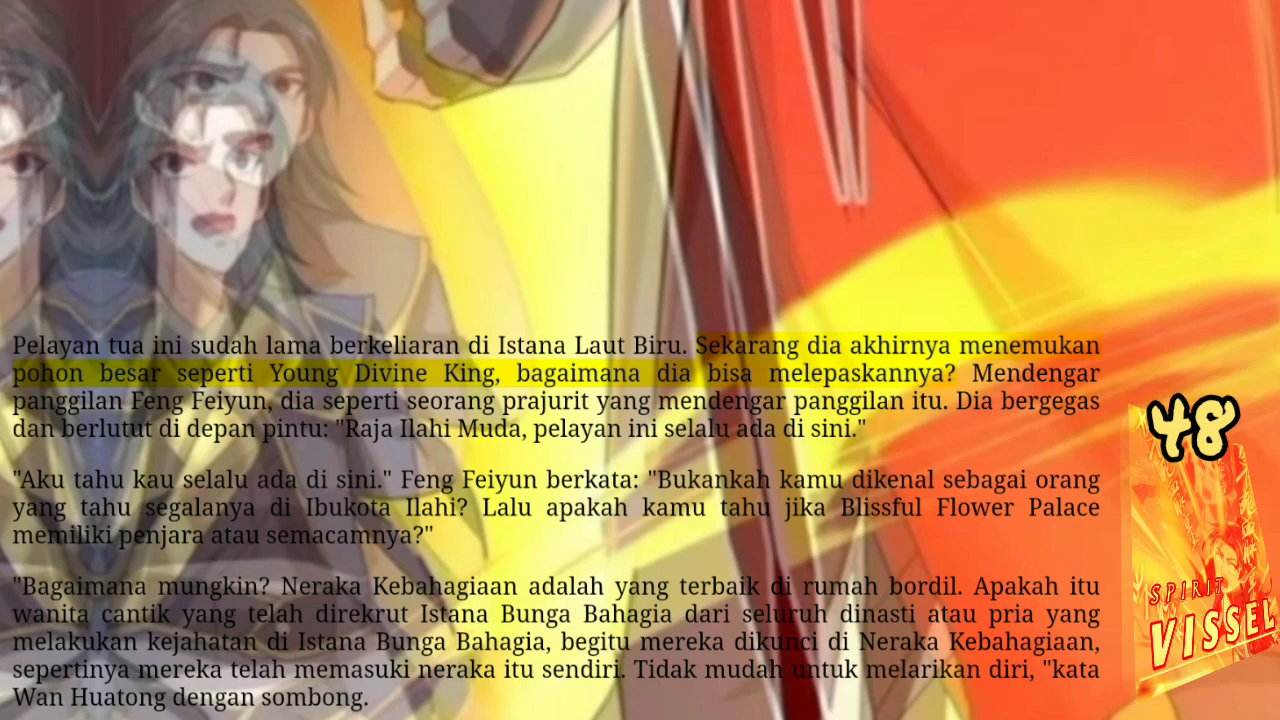 Pelayan tua ini sudah lama berkeliaran di Istana Laut Biru. Sekarang dia akhirnya menemukan
pohon besar seperti Young Divine King, bagaimana dia bisa melepaskannya? Mendengar
panggilan Feng Feiyun, dia seperti seorang prajurit yang mendengar panggilan itu. Dia bergegas
dan berlutut di depan pintu: "Raja Ilahi Muda, pelayan ini selalu ada di sini."
"Aku tahu kau selalu ada di sini." Feng Feiyun berkata: "Bukankah kamu dikenal sebagai orang
yang tahu segalanya di Ibukota Ilahi? Lalu apakah kamu tahu jika Blissful Flower Palace
memiliki penjara atau semacamnya?"
"Bagaimana mungkin? Neraka Kebahagiaan adalah yang terbaik di rumah bordil. Apakah itu
wanita cantik yang telah direkrut Istana Bunga Bahagia dari seluruh dinasti atau pria yang
melakukan kejahatan di Istana Bunga Bahagia, begitu mereka dikunci di Neraka Kebahagiaan,
sepertinya mereka telah memasuki neraka itu sendiri. Tidak mudah untuk melarikan diri, "kata
Wan Huatong dengan sombong.
48
SPIRIT
VISSEL